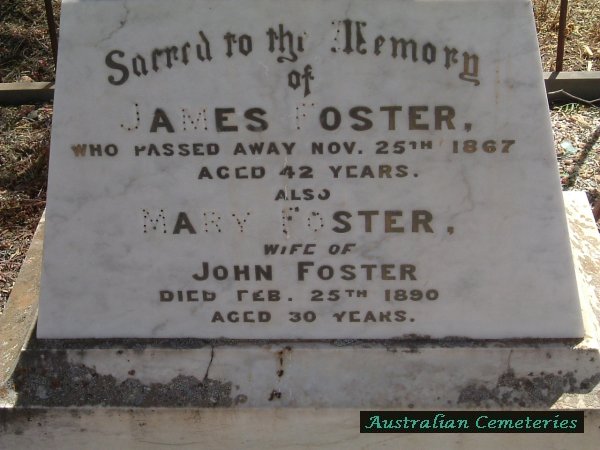 Sacred to the Memory
of
JAMES FOSTER,
WHO PASSED AWAY NOV. 25TH 1867
AGED 42 YEARS.
ALSO
MARY FOSTER,
WIFE OF
JOHN FOSTER
DIED FEB. 25TH 1890
AGED 30 YEARS.
Australian Cemeteries